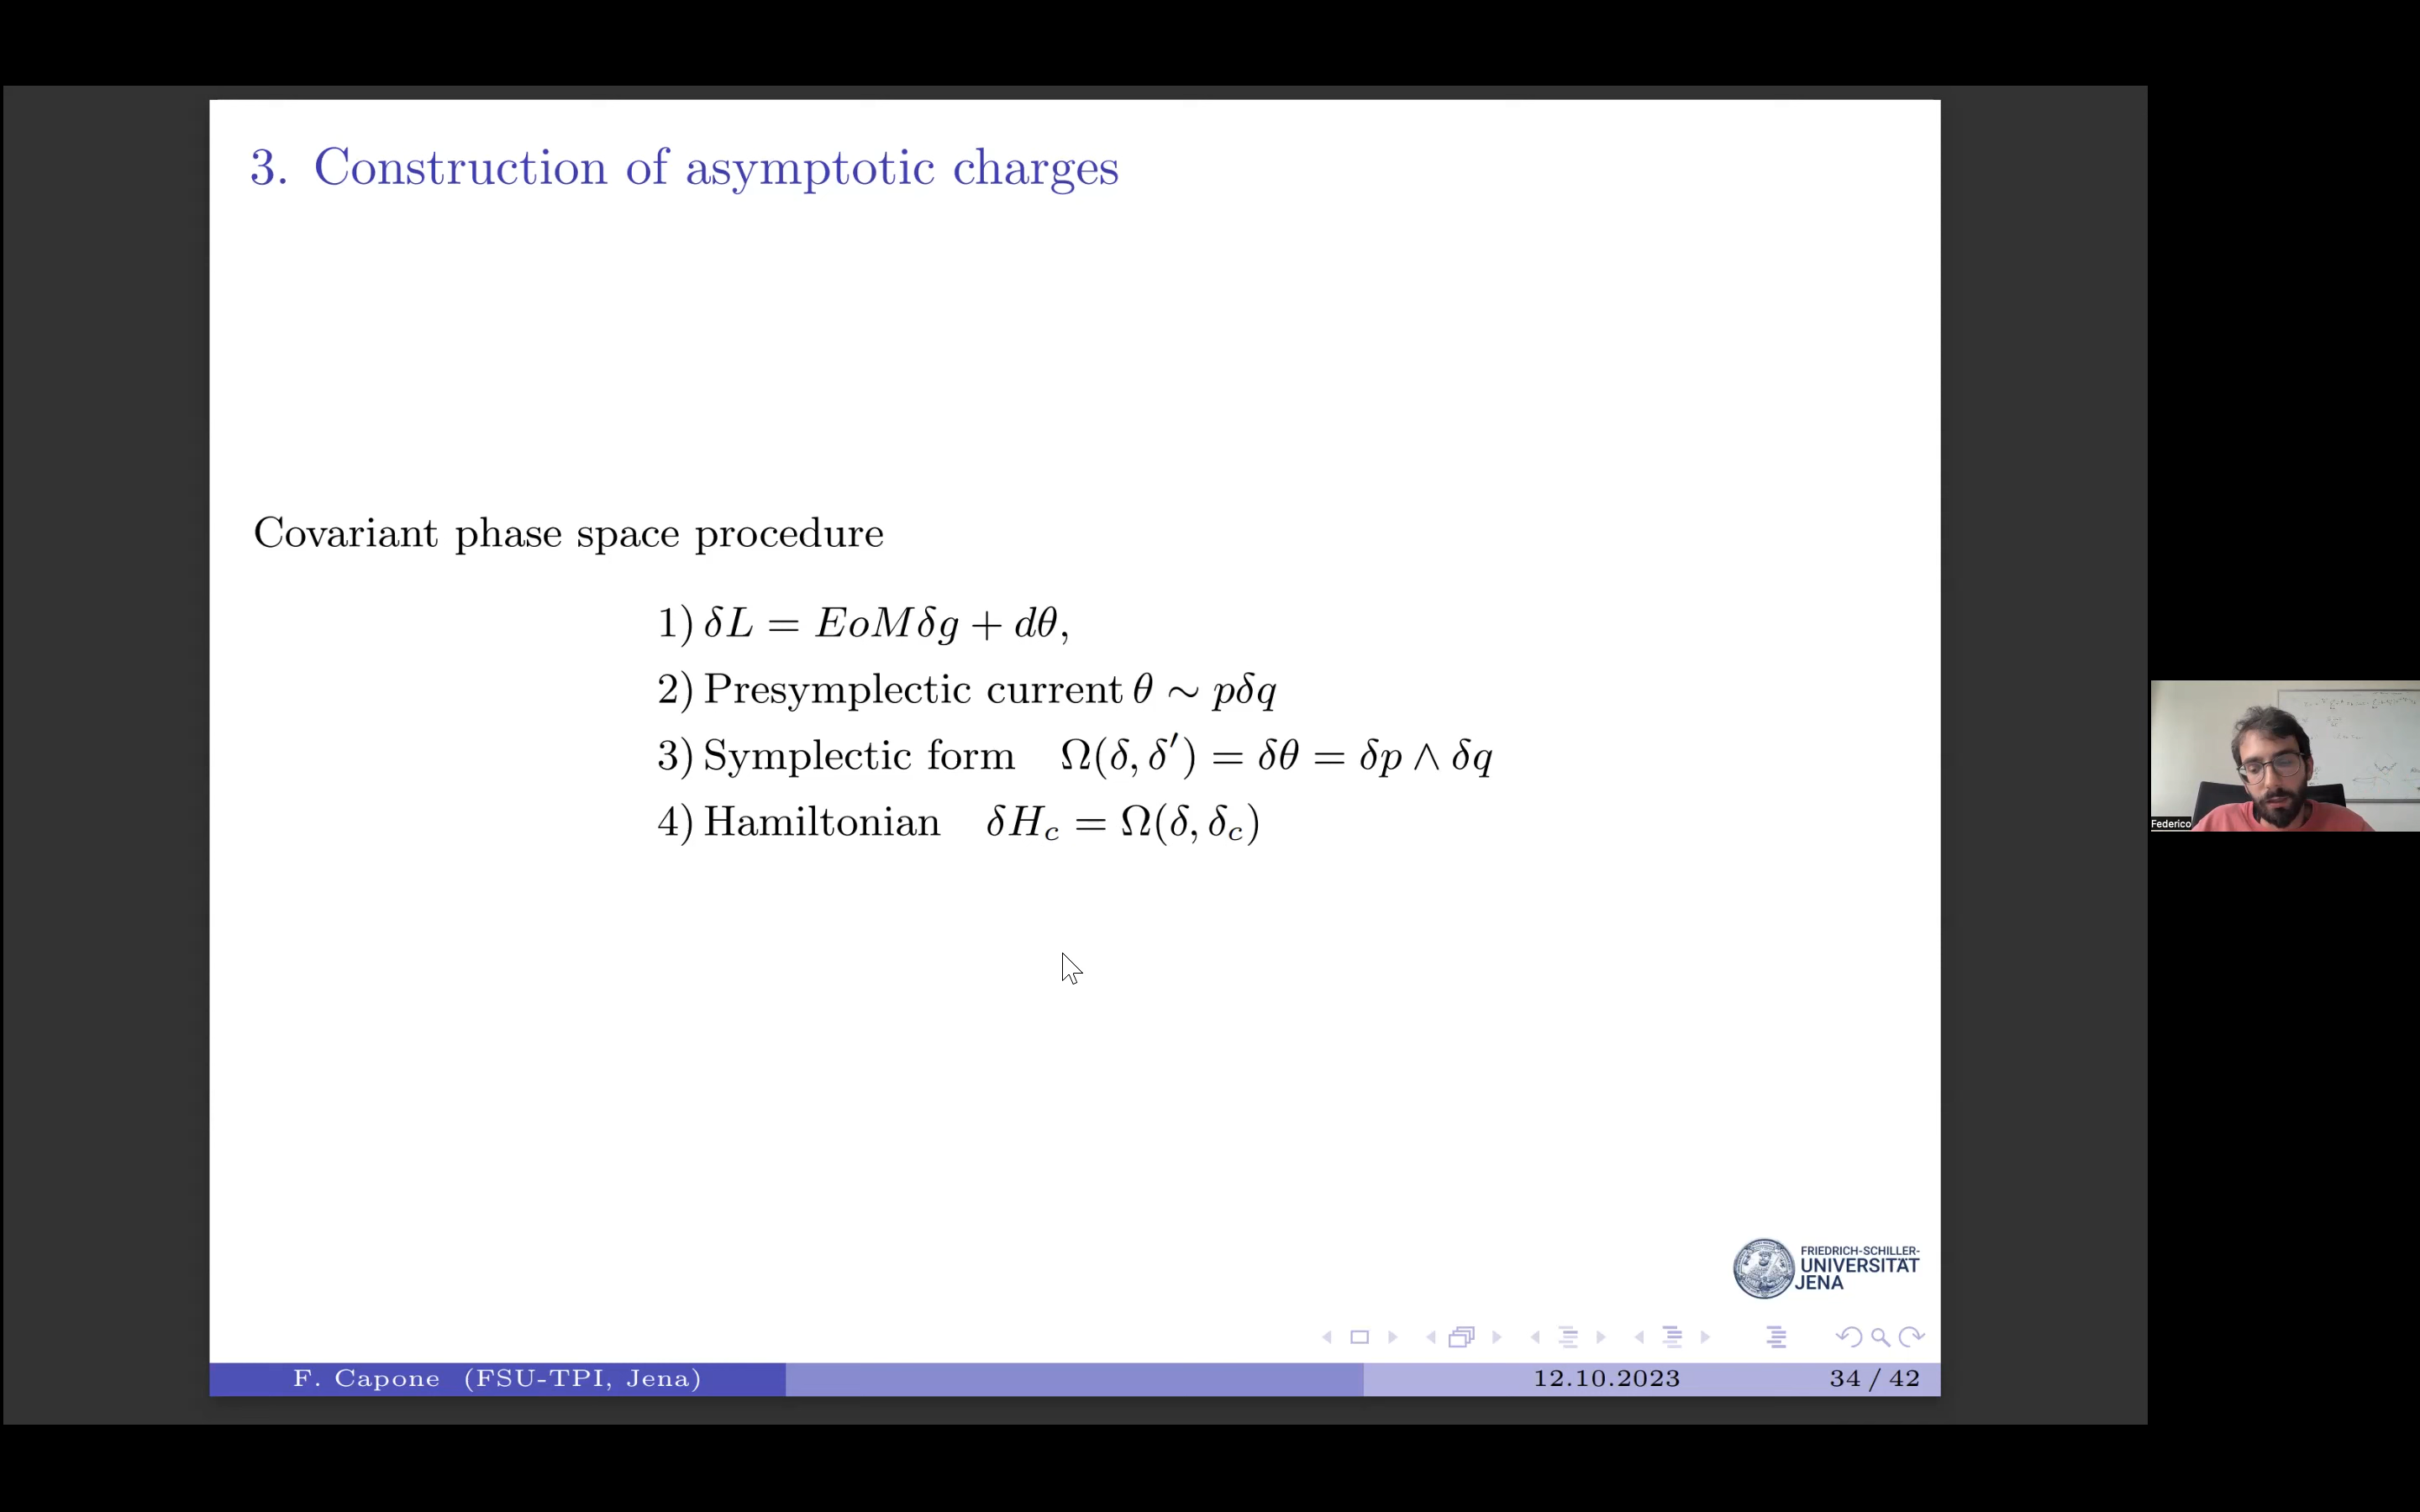 3. Construction of asymptotic charges
Covariant phase space procedure
1) δL = EoMδg + dθ,
2) Presymplectic current θ ∼ pδq
3) Symplectic form Ω(δ, δ′) = δθ = δp ∧ δq
4) Hamiltonian δH_c = Ω(δ, δ_c)
Federico
FRIEDRICH-SCHILLER-
UNIVERSITÄT
JENA
F. Capone (FSU-TPI, Jena) 12.10.2023 34 / 42